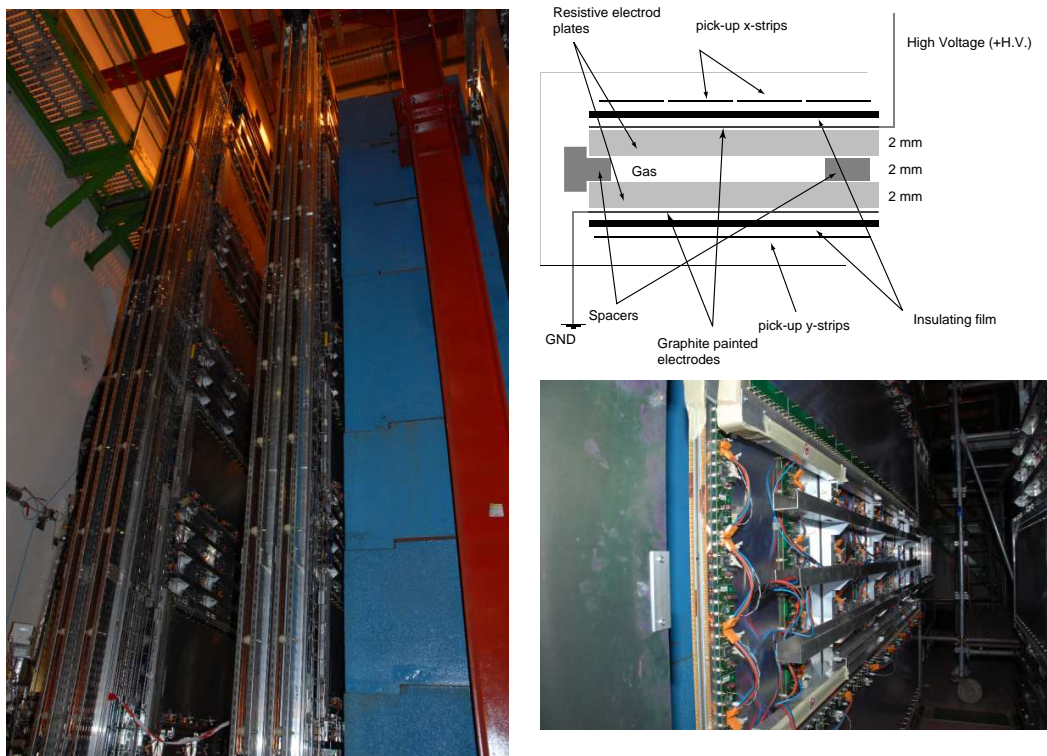 Resistive electrod
plates
pick-up x-strips
High Voltage (+H.V.)
2 mm
Gas
2 mm
2 mm
Spacers
Insulating film
pick-up y-strips
GND
Graphite painted
electrodes